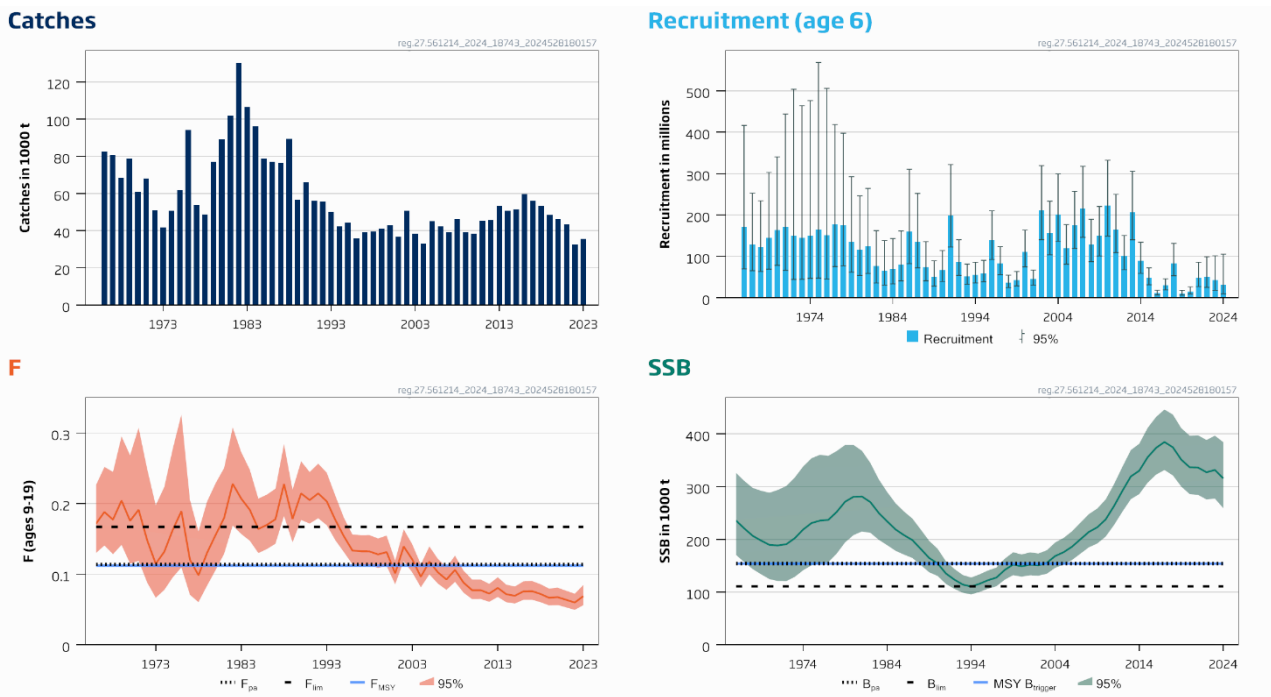 Catches
reg.27.561214_2024_18743_2024528180157
Catches in 1000 t
120
100
80
60
40
20
0
1973 1983 1993 2003 2013 2023
Recruitment (age 6)
reg.27.561214_2024_18743_2024528180157
Recruitment in millions
500
400
300
200
100
0
1974 1984 1994 2004 2014 2024
Recruitment 95%
F
reg.27.561214_2024_18743_2024528180157
F (ages 9-19)
0.3
0.2
0.1
0
1973 1983 1993 2003 2013 2023
Fpa Flim FMSY 95%
SSB
reg.27.561214_2024_18743_2024528180157
SSB in 1000 t
400
300
200
100
0
1974 1984 1994 2004 2014 2024
Bpa Blim MSY Btrigger 95%